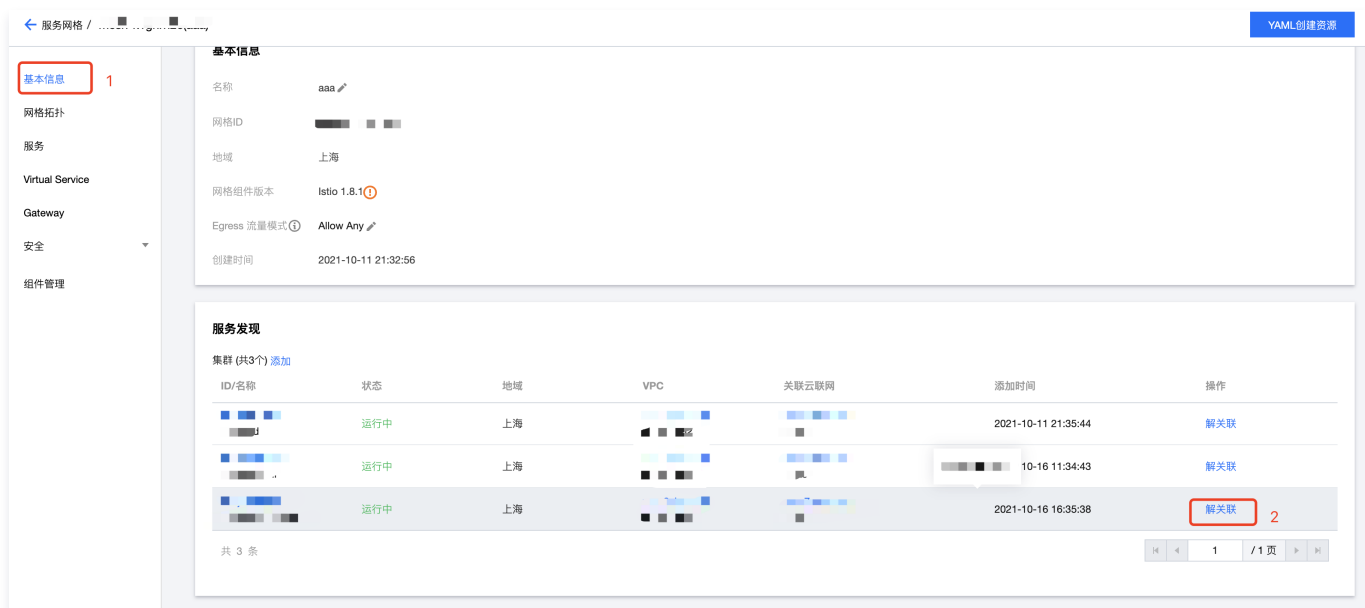 服务网格 /
YAML创建资源
基本信息 1
网格拓扑
服务
Virtual Service
Gateway
安全
组件管理
基本信息
名称 aaa
网格ID
地域 上海
网格组件版本 Istio 1.8.1
Egress 流量模式 Allow Any
创建时间 2021-10-11 21:32:56
服务发现
集群 (共3个) 添加
ID/名称 状态 地域 VPC 关联云联网 添加时间 操作
运行中 上海 2021-10-11 21:35:44 解关联
运行中 上海 10-16 11:34:43 解关联
运行中 上海 2021-10-16 16:35:38 解关联 2
共 3 条 1 / 1 页